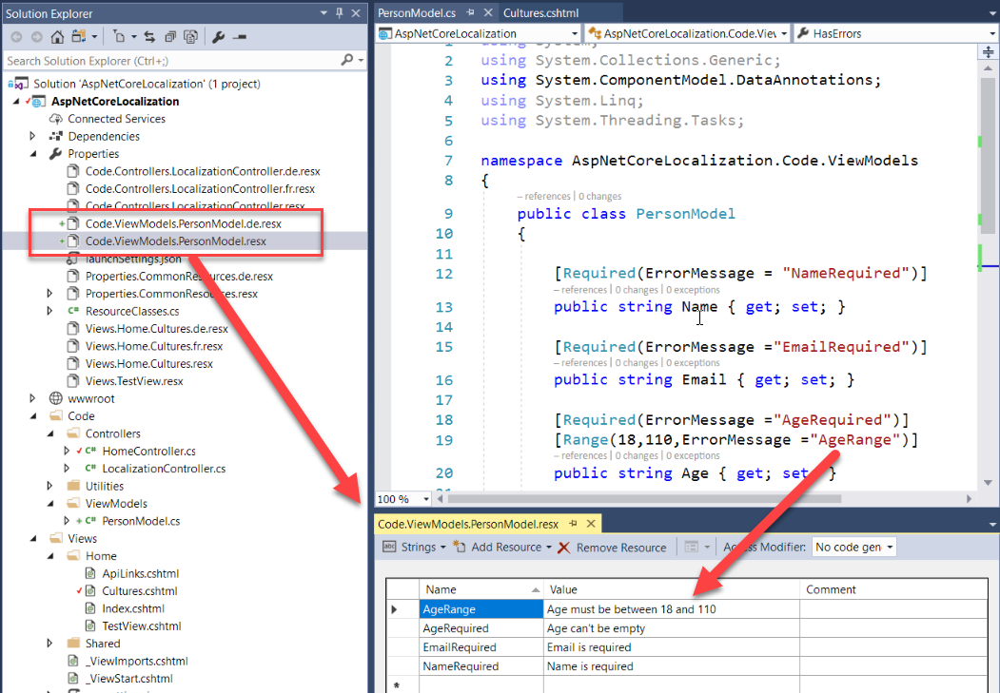 Solution Explorer
Search Solution Explorer (Ctrl+;)
Solution 'AspNetCoreLocalization' (1 project)
AspNetCoreLocalization
Connected Services
Dependencies
Properties
Code.Controllers.LocalizationController.de.resx
Code.Controllers.LocalizationController.fr.resx
Code.Controllers.LocalizationController.resx
Code.ViewModels.PersonModel.de.resx
Code.ViewModels.PersonModel.resx
launchSettings.json
Properties.CommonResources.de.resx
Properties.CommonResources.resx
ResourceClasses.cs
Views.Home.Cultures.de.resx
Views.Home.Cultures.fr.resx
Views.Home.Cultures.resx
Views.TestView.resx
wwwroot
Code
Controllers
HomeController.cs
LocalizationController.cs
Utilities
ViewModels
PersonModel.cs
Views
Home
ApiLinks.cshtml
Cultures.cshtml
Index.cshtml
TestView.cshtml
Shared
_ViewImports.cshtml
_ViewStart.cshtml
PersonModel.cs Cultures.cshtml
AspNetCoreLocalization AspNetCoreLocalization.Code.Viev HasErrors
1 using System;
2 using System.Collections.Generic;
3 using System.ComponentModel.DataAnnotations;
4 using System.Linq;
5 using System.Threading.Tasks;
6
7 namespace AspNetCoreLocalization.Code.ViewModels
8 {
– references | 0 changes
9 public class PersonModel
10 {
11
12 [Required(ErrorMessage = "NameRequired")]
– references | 0 changes | 0 exceptions
13 public string Name { get; set; }
14
15 [Required(ErrorMessage ="EmailRequired")]
– references | 0 changes | 0 exceptions
16 public string Email { get; set; }
17
18 [Required(ErrorMessage ="AgeRequired")]
19 [Range(18,110,ErrorMessage ="AgeRange")]
– references | 0 changes | 0 exceptions
20 public string Age { get; set; }
100 %
Code.ViewModels.PersonModel.resx
abc Strings Add Resource Remove Resource Access Modifier: No code gen
Name Value Comment
AgeRange Age must be between 18 and 110
AgeRequired Age can't be empty
EmailRequired Email is required
NameRequired Name is required
*